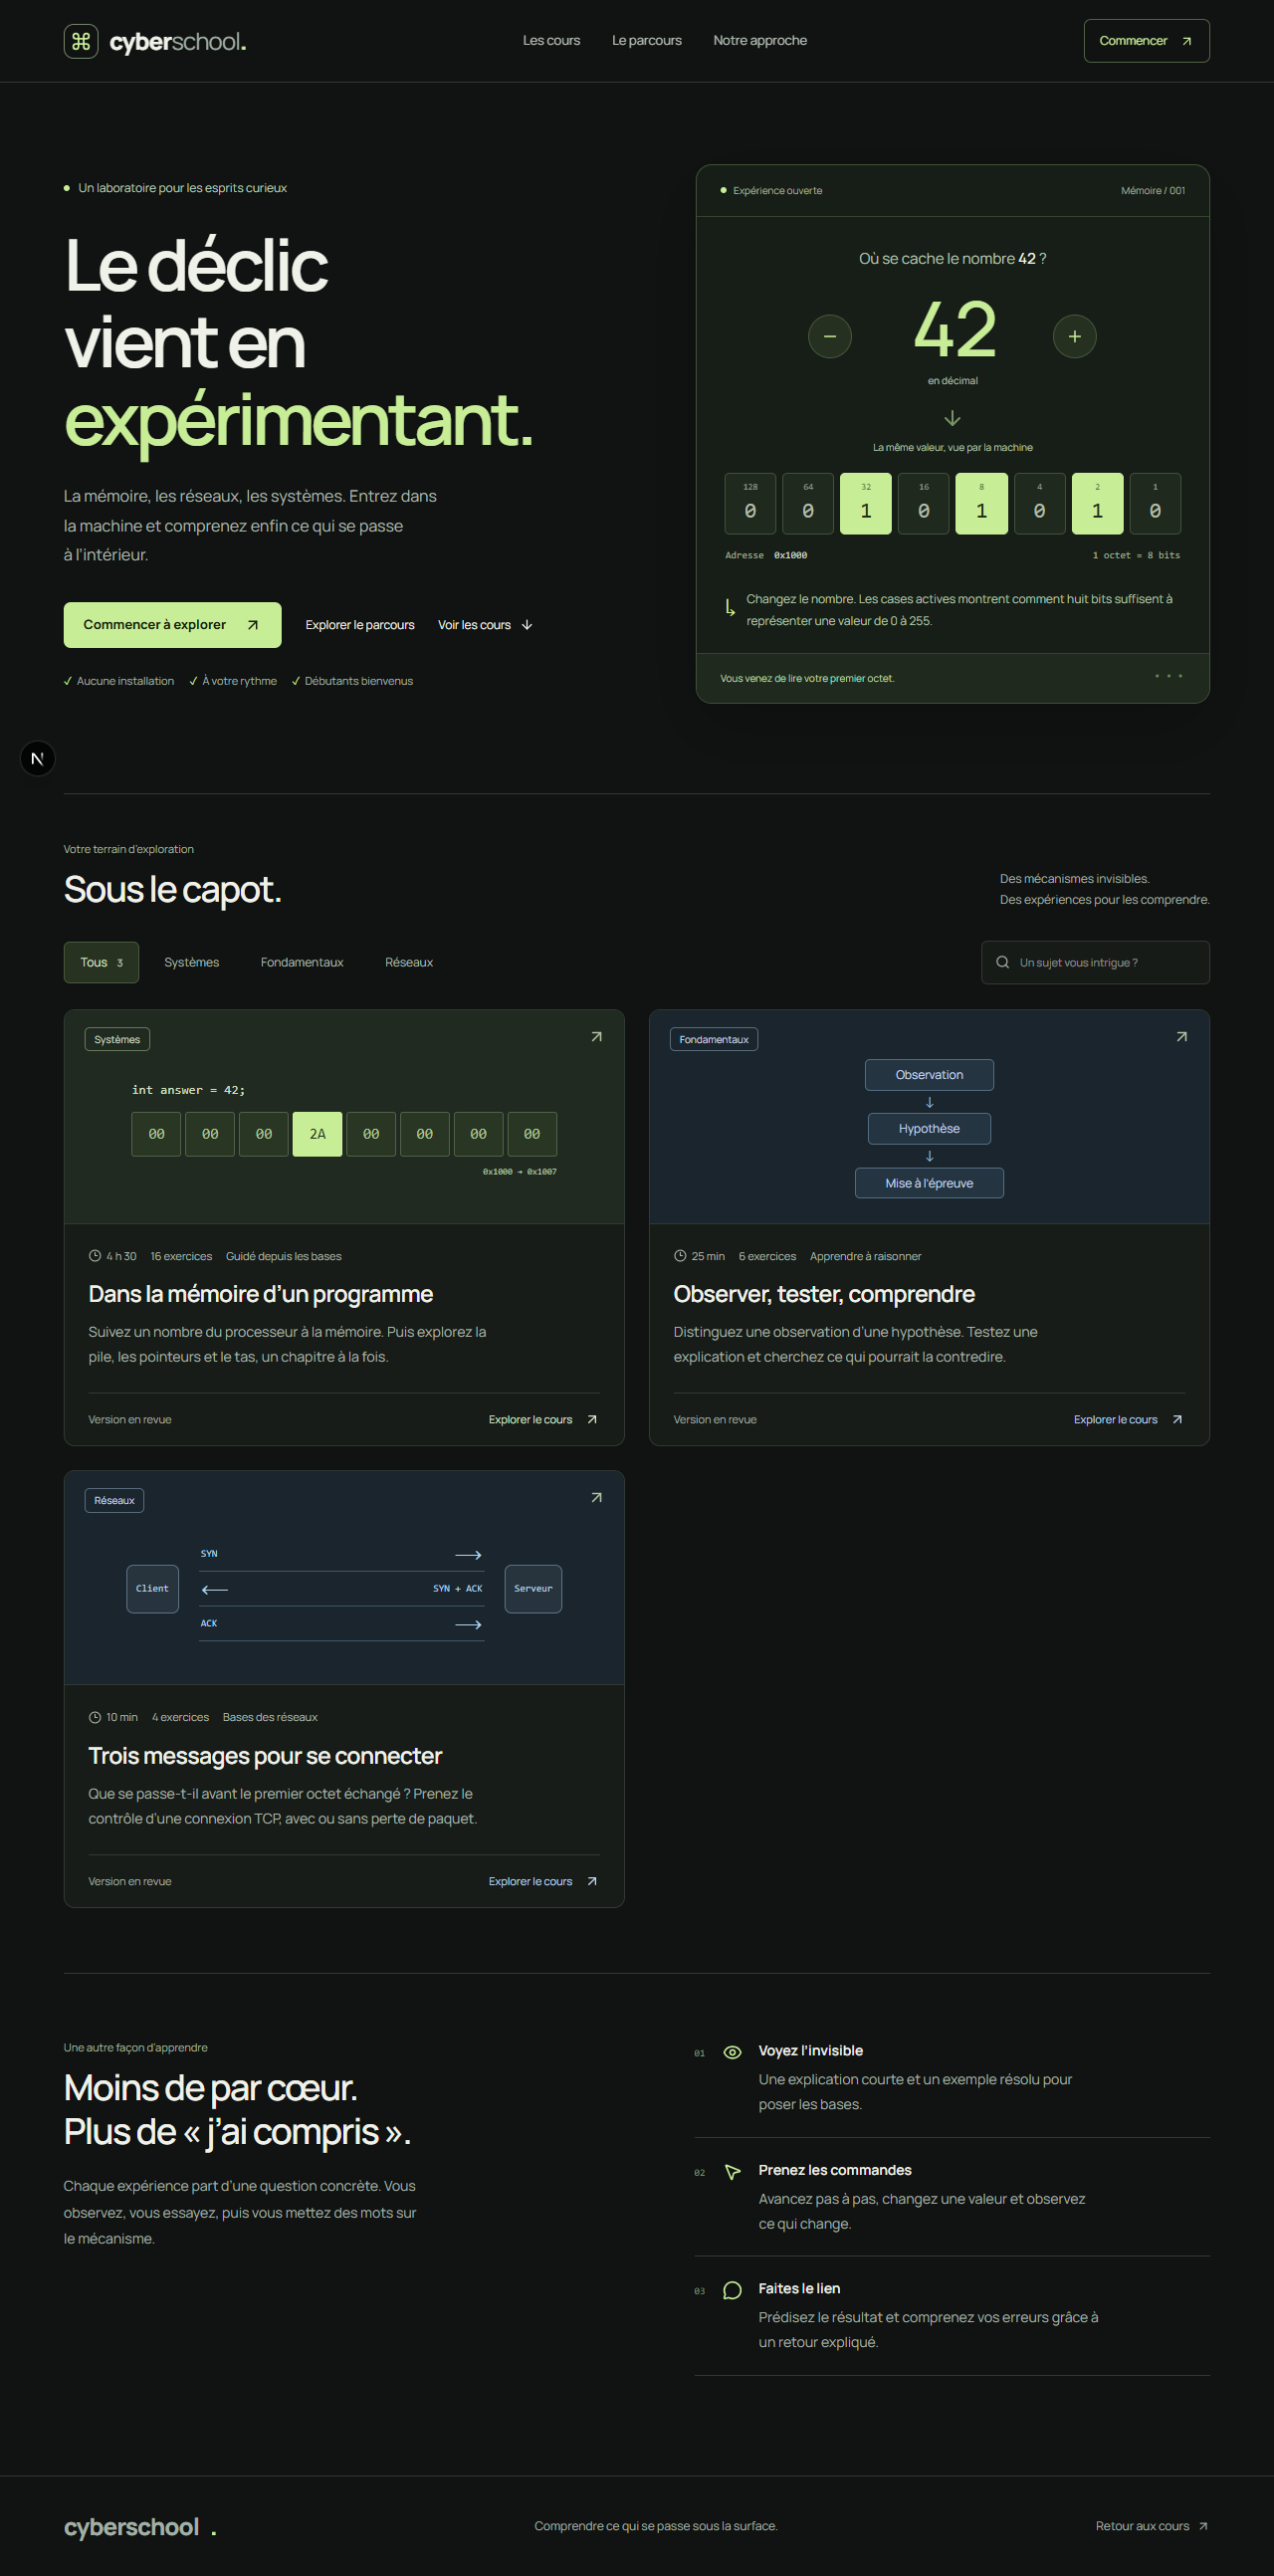 cyberschool.
Les cours
Le parcours
Notre approche
Commencer
Un laboratoire pour les esprits curieux
Le déclic
vient en
expérimentant.
La mémoire, les réseaux, les systèmes. Entrez dans
la machine et comprenez enfin ce qui se passe
à l’intérieur.
Commencer à explorer
Explorer le parcours
Voir les cours
✓ Aucune installation
✓ À votre rythme
✓ Débutants bienvenus
Expérience ouverte
Mémoire / 001
Où se cache le nombre 42 ?
−
42
+
en décimal
La même valeur, vue par la machine
128 64 32 16 8 4 2 1
0 0 1 0 1 0 1 0
Adresse 0x1000
1 octet = 8 bits
Changez le nombre. Les cases actives montrent comment huit bits suffisent à
représenter une valeur de 0 à 255.
Vous venez de lire votre premier octet.
N
Votre terrain d’exploration
Sous le capot.
Des mécanismes invisibles.
Des expériences pour les comprendre.
Tous 3
Systèmes
Fondamentaux
Réseaux
Un sujet vous intrigue ?
Systèmes
int answer = 42;
00 00 00 2A 00 00 00 00
0x1000 → 0x1007
4 h 30
16 exercices
Guidé depuis les bases
Dans la mémoire d’un programme
Suivez un nombre du processeur à la mémoire. Puis explorez la
pile, les pointeurs et le tas, un chapitre à la fois.
Version en revue
Explorer le cours
Fondamentaux
Observation
↓
Hypothèse
↓
Mise à l’épreuve
25 min
6 exercices
Apprendre à raisonner
Observer, tester, comprendre
Distinguez une observation d’une hypothèse. Testez une
explication et cherchez ce qui pourrait la contredire.
Version en revue
Explorer le cours
Réseaux
Client
SYN
SYN + ACK
ACK
Serveur
10 min
4 exercices
Bases des réseaux
Trois messages pour se connecter
Que se passe-t-il avant le premier octet échangé ? Prenez le
contrôle d’une connexion TCP, avec ou sans perte de paquet.
Version en revue
Explorer le cours
Une autre façon d’apprendre
Moins de par cœur.
Plus de « j’ai compris ».
Chaque expérience part d’une question concrète. Vous
observez, vous essayez, puis vous mettez des mots sur
le mécanisme.
01
Voyez l’invisible
Une explication courte et un exemple résolu pour
poser les bases.
02
Prenez les commandes
Avancez pas à pas, changez une valeur et observez
ce qui change.
03
Faites le lien
Prédisez le résultat et comprenez vos erreurs grâce à
un retour expliqué.
cyberschool .
Comprendre ce qui se passe sous la surface.
Retour aux cours